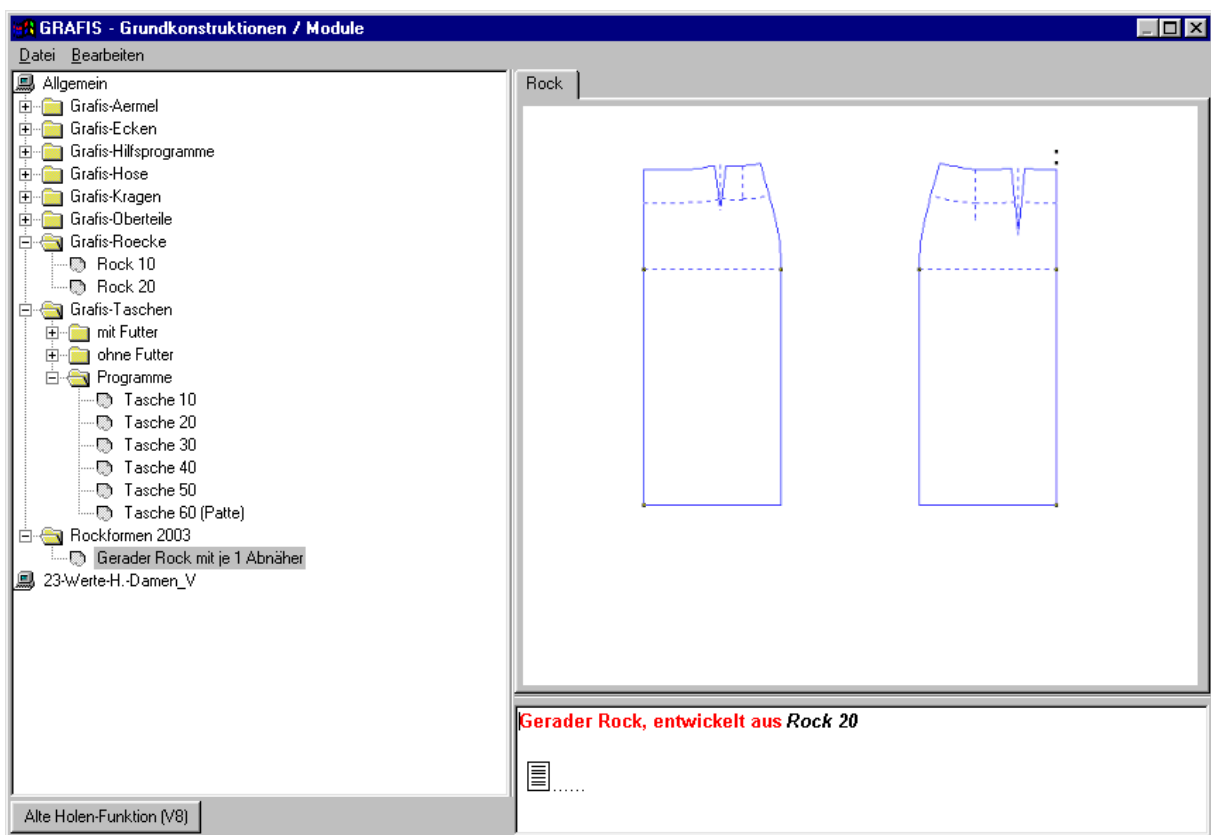 GRAFIS - Grundkonstruktionen / Module
Datei Bearbeiten
Allgemein
Grafis-Aermel
Grafis-Ecken
Grafis-Hilfsprogramme
Grafis-Hose
Grafis-Kragen
Grafis-Oberteile
Grafis-Roecke
Rock 10
Rock 20
Grafis-Taschen
mit Futter
ohne Futter
Programme
Tasche 10
Tasche 20
Tasche 30
Tasche 40
Tasche 50
Tasche 60 (Patte)
Rockformen 2003
Gerader Rock mit je 1 Abnäher
23-Werte-H.-Damen_V
Alte Holen-Funktion (V8)
Rock
Gerader Rock, entwickelt aus Rock 20
......